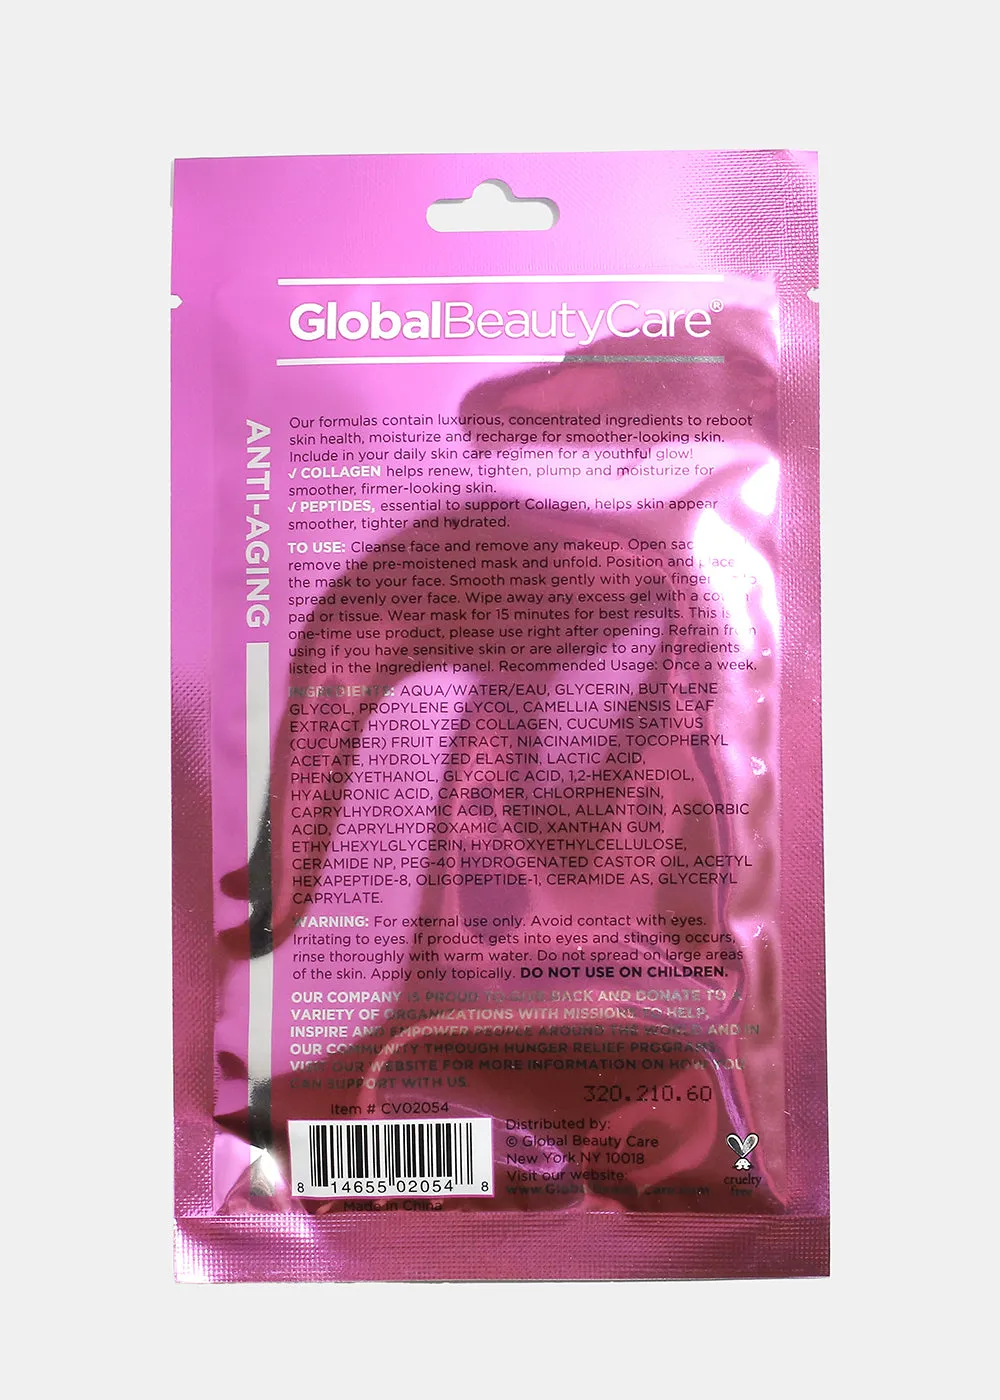 GlobalBeautyCare®
ANTI-AGING
Our formulas contain luxurious, concentrated ingredients to reboot
skin health, moisturize and recharge for smoother-looking skin.
Include in your daily skin care regimen for a youthful glow!
√ COLLAGEN helps renew, tighten, plump and moisturize for
smoother, firmer-looking skin.
√ PEPTIDES, essential to support Collagen, helps skin appear
smoother, tighter and hydrated.
TO USE: Cleanse face and remove any makeup. Open
remove the pre-moistened mask and unfold. Position and place
the mask to your face. Smooth mask gently with your
spread evenly over face. Wipe away any excess gel with a cotton
pad or tissue. Wear mask for 15 minutes for best results. This is
one-time use product, please use right after opening. Refrain from
using if you have sensitive skin or are allergic to any ingredients
listed in the Ingredient panel. Recommended Usage: Once a week.
INGREDIENTS: AQUA/WATER/EAU, GLYCERIN, BUTYLENE
GLYCOL, PROPYLENE GLYCOL, CAMELLIA SINENSIS LEAF
EXTRACT, HYDROLYZED COLLAGEN, CUCUMIS SATIVUS
(CUCUMBER) FRUIT EXTRACT, NIACINAMIDE, TOCOPHERYL
ACETATE, HYDROLYZED ELASTIN, LACTIC ACID,
PHENOXYETHANOL, GLYCOLIC ACID, 1,2-HEXANEDIOL,
HYALURONIC ACID, CARBOMER, CHLORPHENESIN,
CAPRYLHYDROXAMIC ACID, RETINOL, ALLANTOIN, ASCORBIC
ACID, CAPRYLHYDROXAMIC ACID, XANTHAN GUM,
ETHYLHEXYLGLYCERIN, HYDROXYETHYLCELLULOSE,
CERAMIDE NP, PEG-40 HYDROGENATED CASTOR OIL, ACETYL
HEXAPEPTIDE-8, OLIGOPEPTIDE-1, CERAMIDE AS, GLYCERYL
CAPRYLATE.
WARNING: For external use only. Avoid contact with eyes.
Irritating to eyes. If product gets into eyes and stinging occurs,
rinse thoroughly with warm water. Do not spread on large areas
of the skin. Apply only topically. DO NOT USE ON CHILDREN.
OUR COMPANY IS PROUD TO GIVE BACK AND DONATE TO A
VARIETY OF ORGANIZATIONS WITH MISSIONS TO HELP,
INSPIRE AND EMPOWER PEOPLE AROUND THE WORLD AND IN
OUR COMMUNITY THROUGH HUNGER RELIEF PROGRAMS.
VISIT OUR WEBSITE FOR MORE INFORMATION ON HOW YOU
CAN SUPPORT WITH US.
320.210.60
Item # CV02054
8 14655 02054 8
Made in China
Distributed by:
© Global Beauty Care
New York, NY 10018
Visit our website:
www.GlobalBeautyCare.com
cruelty
free